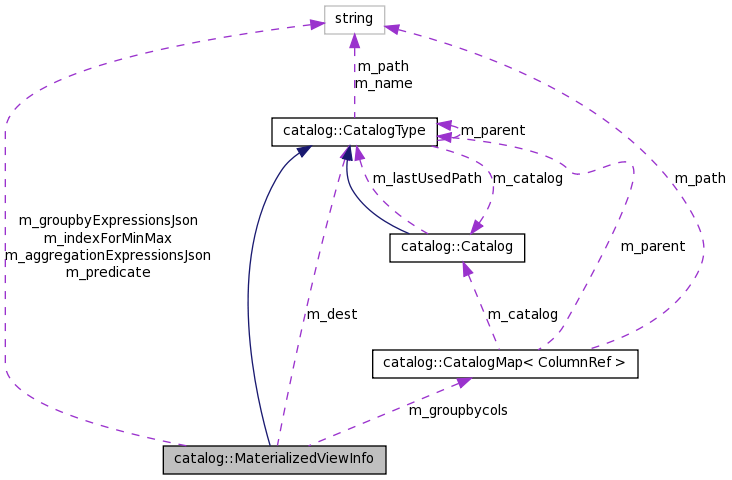 string
m_path
m_name
catalog::CatalogType
m_parent
m_lastUsedPath
m_catalog
m_path
m_groupbyExpressionsJson
m_indexForMinMax
m_aggregationExpressionsJson
m_predicate
catalog::Catalog
m_parent
m_dest
m_catalog
catalog::CatalogMap< ColumnRef >
m_groupbycols
catalog::MaterializedViewInfo